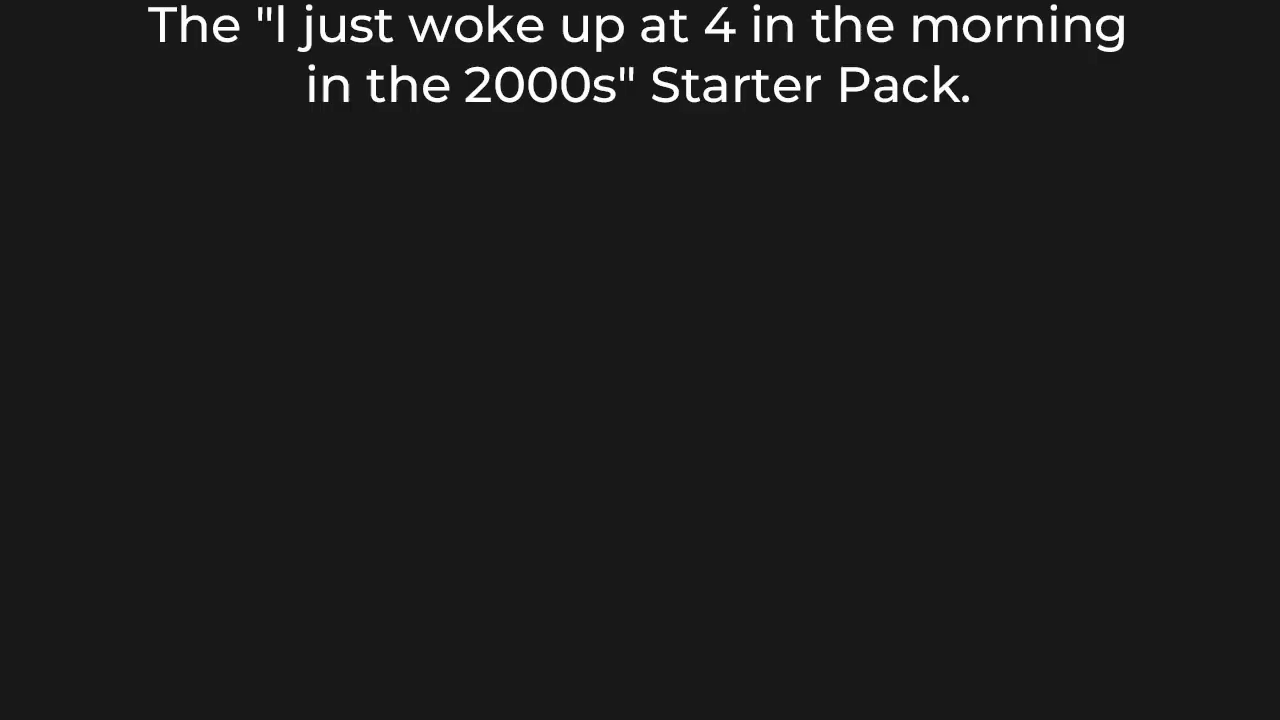 The "I just woke up at 4 in the morning
in the 2000s" Starter Pack.